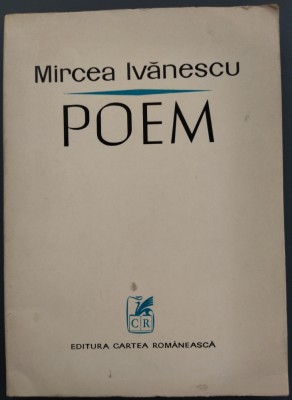 Mircea Ivănescu
POEM
CR
EDITURA CARTEA ROMÂNEASCĂ